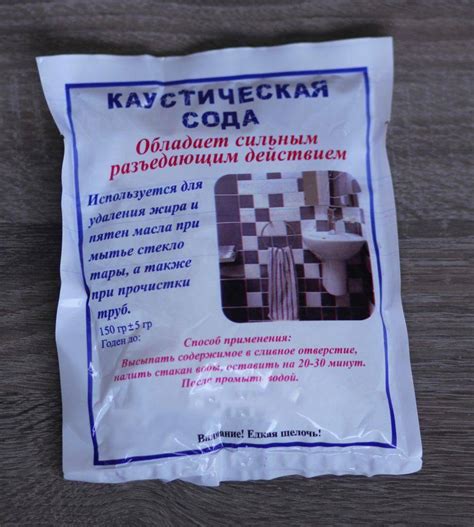 КАУСТИЧЕСКАЯ
СОДА
Обладает сильным
разъедающим действием
Используется для
удаления жира и
пятен масла при
мытье стекло
тары, а также
при прочистки
труб.
150 гр ± 5 гр
Годен до:
Способ применения:
Высыпать содержимое в сливное отверстие,
налить стакан воды, оставить на 20-30 минут.
После промыть водой.
Внимание! Едкая щелочь!